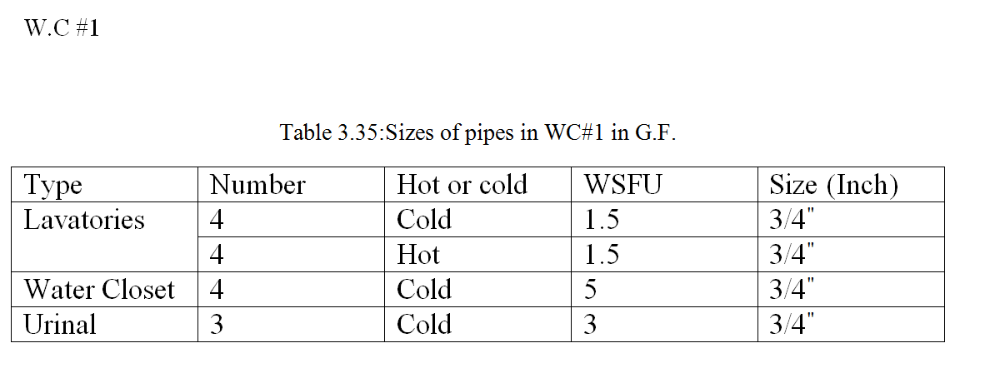 W.C #1
Table 3.35:Sizes of pipes in WC#1 in G.F.
Type Number Hot or cold WSFU Size (Inch)
Lavatories 4 Cold 1.5 3/4"
4 Hot 1.5 3/4"
Water Closet 4 Cold 5 3/4"
Urinal 3 Cold 3 3/4"